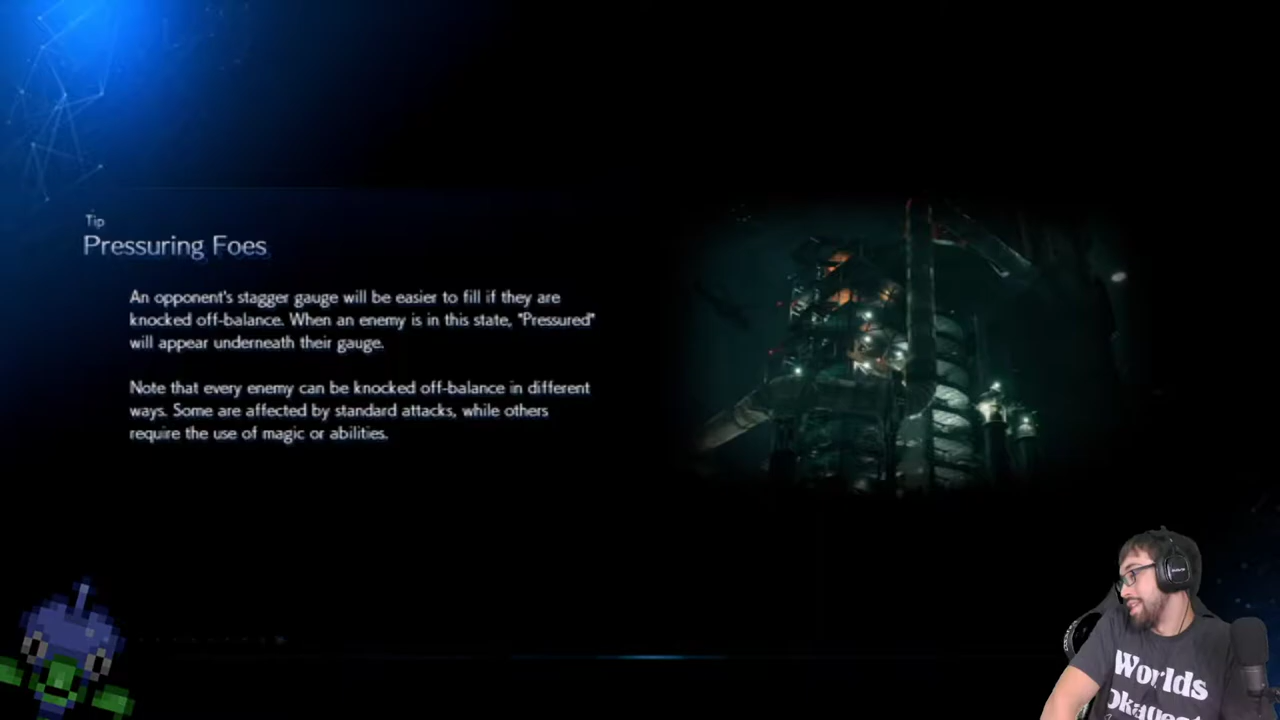 Tip
Pressuring Foes
An opponent's stagger gauge will be easier to fill if they are
knocked off-balance. When an enemy is in this state, "Pressured"
will appear underneath their gauge.
Note that every enemy can be knocked off-balance in different
ways. Some are affected by standard attacks, while others
require the use of magic or abilities.
Worlds